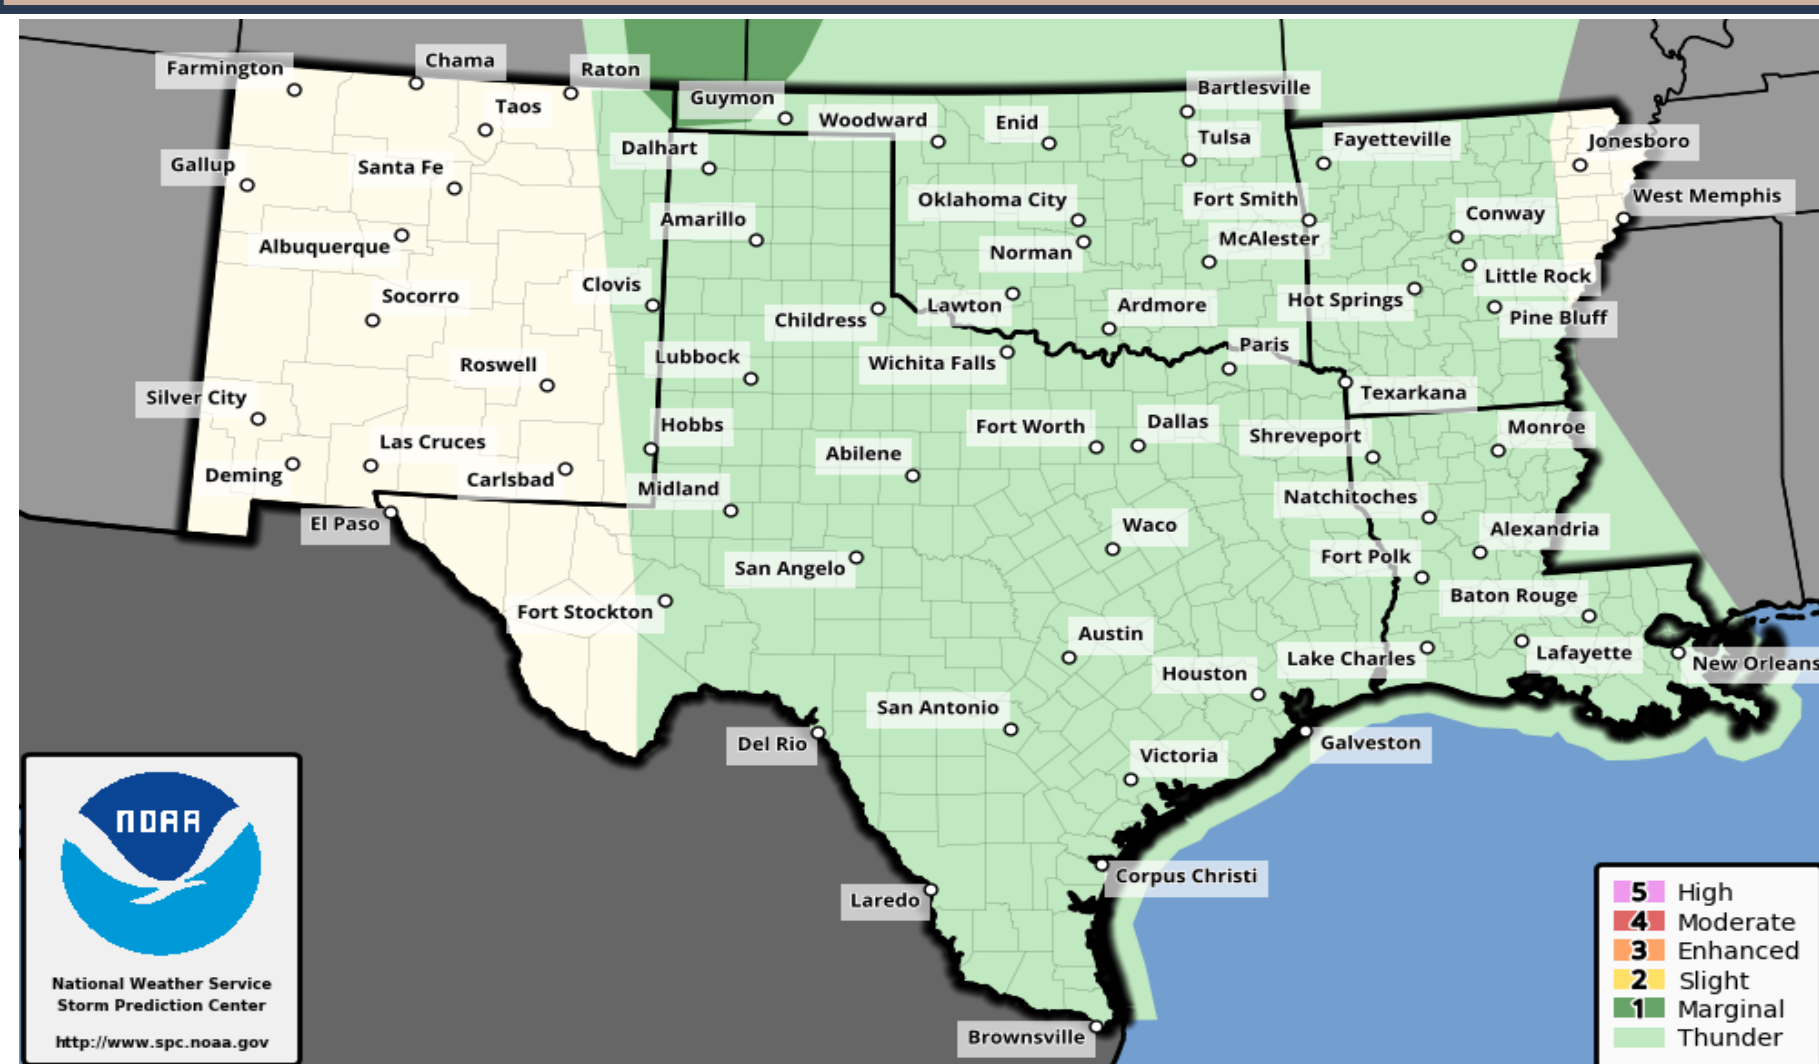 Farmington
Chama
Raton
Taos
Guymon
Bartlesville
Woodward
Enid
Tulsa
Fayetteville
Jonesboro
Gallup
Santa Fe
Dalhart
Oklahoma City
Fort Smith
Conway
West Memphis
Albuquerque
Amarillo
Norman
McAlester
Little Rock
Socorro
Clovis
Childress
Lawton
Ardmore
Hot Springs
Pine Bluff
Roswell
Lubbock
Wichita Falls
Paris
Texarkana
Silver City
Las Cruces
Hobbs
Abilene
Fort Worth
Dallas
Shreveport
Monroe
Deming
Carlsbad
Midland
Natchitoches
El Paso
Waco
Alexandria
San Angelo
Fort Polk
Fort Stockton
Baton Rouge
Austin
Houston
Lake Charles
Lafayette
New Orleans
San Antonio
Del Rio
Victoria
Galveston
Laredo
Corpus Christi
Brownsville
NOAA
National Weather Service
Storm Prediction Center
http://www.spc.noaa.gov
5 High
4 Moderate
3 Enhanced
2 Slight
1 Marginal
Thunder